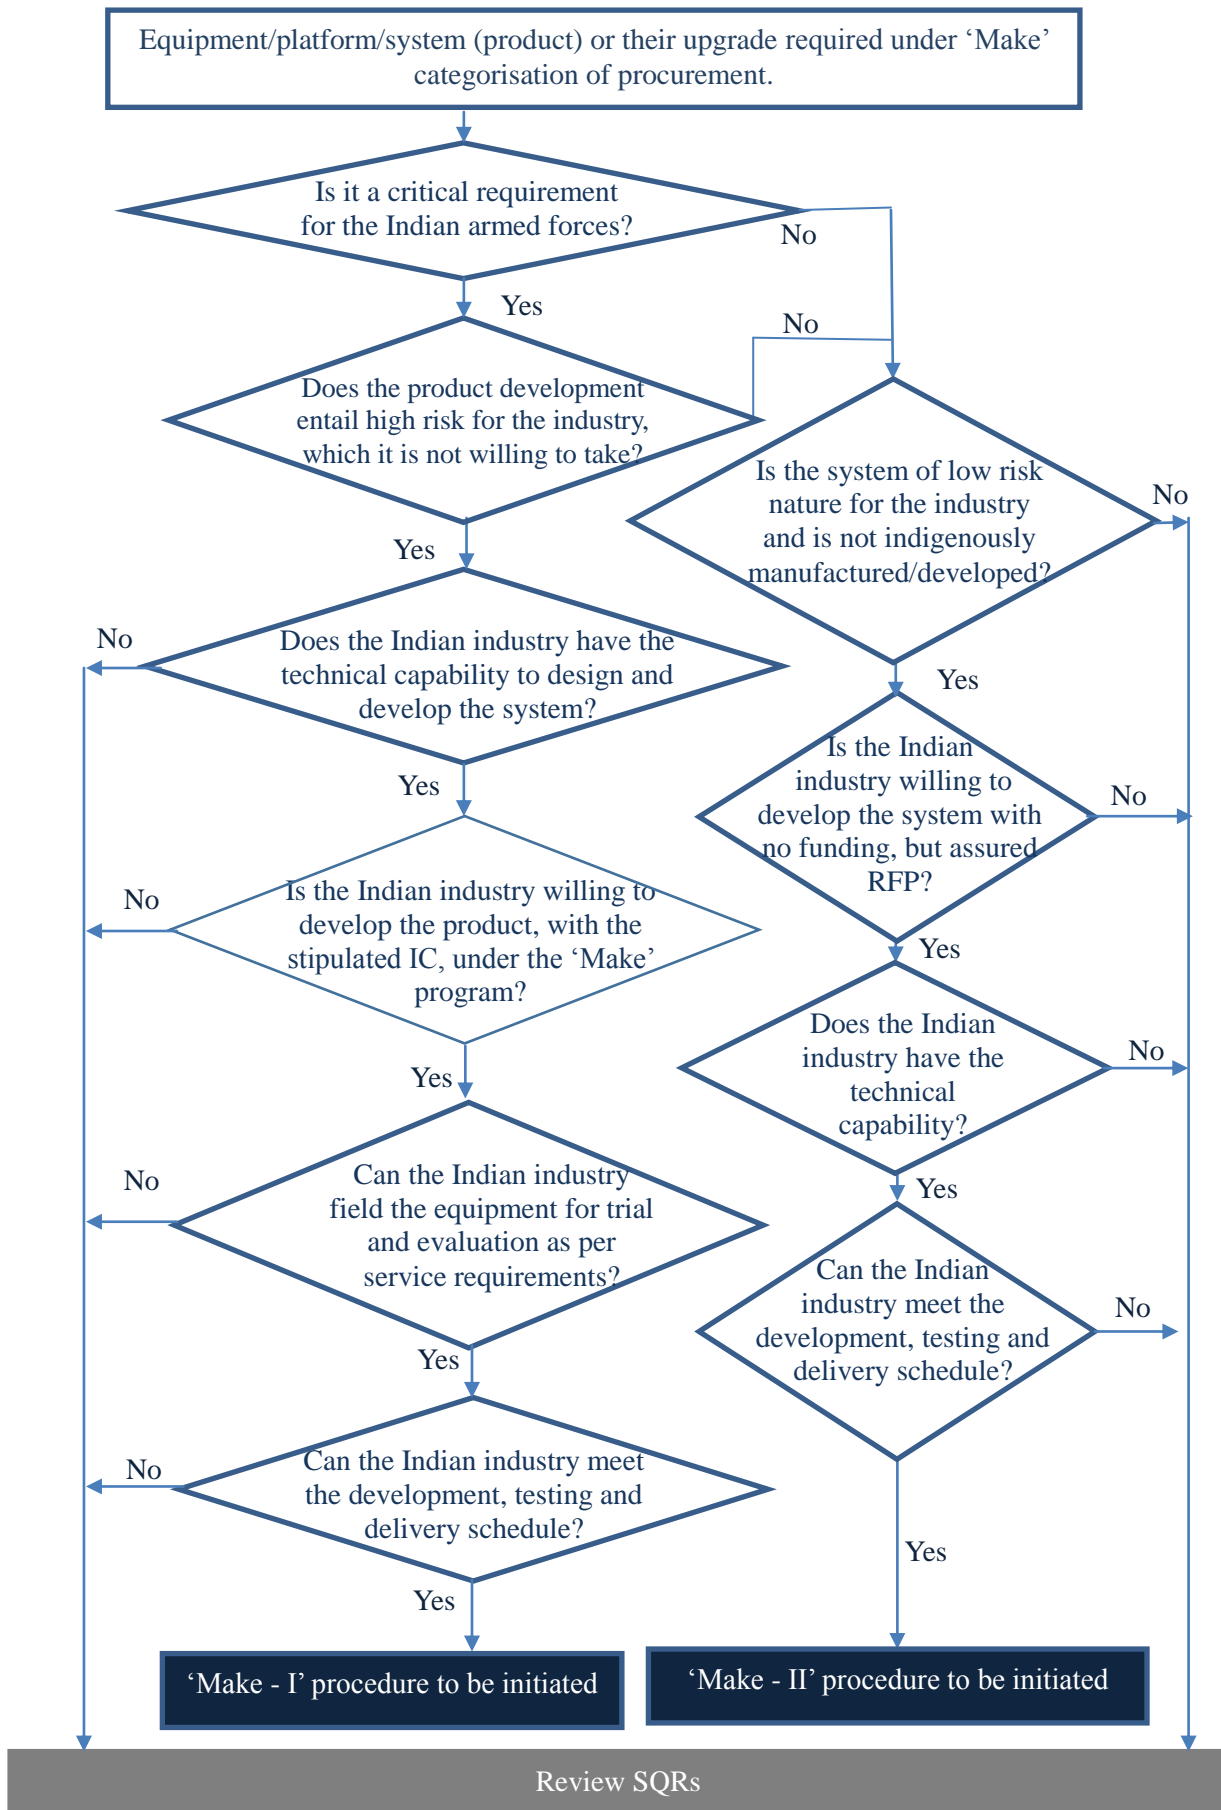 Equipment/platform/system (product) or their upgrade required under ‘Make’
categorisation of procurement.
Is it a critical requirement
for the Indian armed forces?
No
Yes
No
Does the product development
entail high risk for the industry,
which it is not willing to take?
Is the system of low risk
nature for the industry
and is not indigenously
manufactured/developed?
No
Yes
Does the Indian industry have the
technical capability to design and
develop the system?
No
Yes
Is the Indian
industry willing to
develop the system with
no funding, but assured
RFP?
No
Yes
Is the Indian industry willing to
develop the product, with the
stipulated IC, under the ‘Make’
program?
No
Yes
Does the Indian
industry have the
technical
capability?
No
Yes
Can the Indian industry
field the equipment for trial
and evaluation as per
service requirements?
No
Yes
Can the Indian
industry meet the
development, testing and
delivery schedule?
No
Yes
Can the Indian industry meet
the development, testing and
delivery schedule?
No
Yes
Yes
‘Make - I’ procedure to be initiated
‘Make - II’ procedure to be initiated
Review SQRs